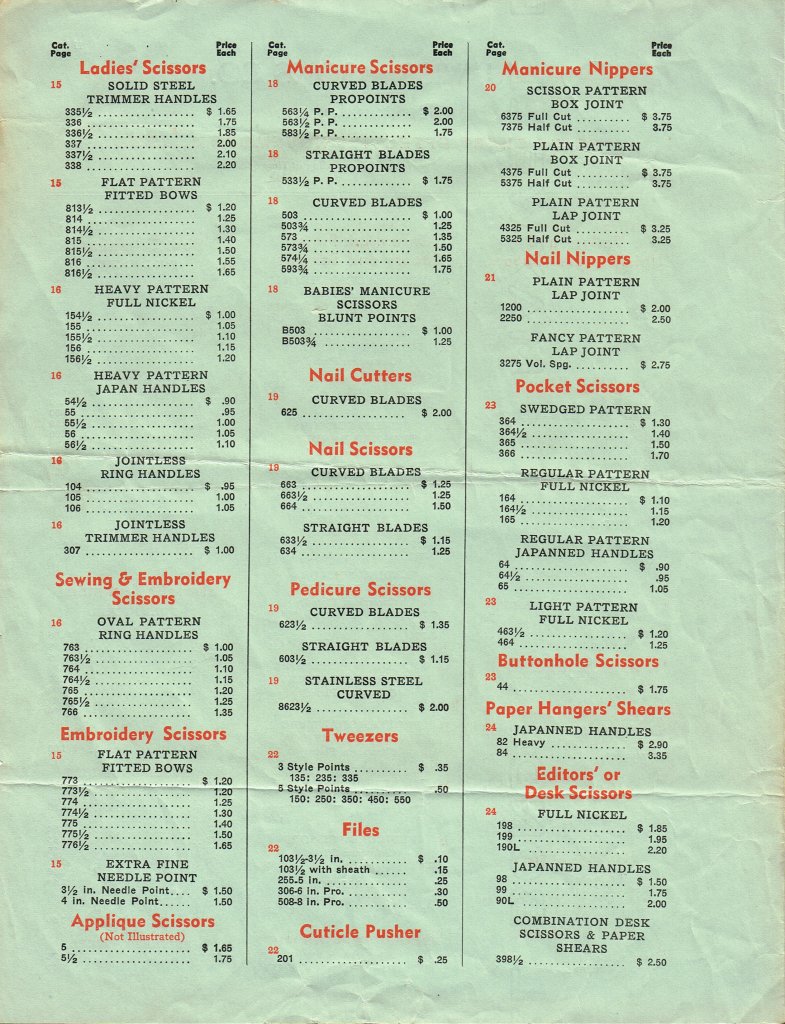 Cat. Page Price Each
Ladies' Scissors
15 SOLID STEEL
TRIMMER HANDLES
335½ $ 1.65
336 1.75
336½ 1.85
337 2.00
337½ 2.10
338 2.20
15 FLAT PATTERN
FITTED BOWS
813½ $ 1.20
814 1.25
814½ 1.30
815 1.40
815½ 1.50
816 1.55
816½ 1.65
16 HEAVY PATTERN
FULL NICKEL
154½ $ 1.00
155 1.05
155½ 1.10
156 1.15
156½ 1.20
16 HEAVY PATTERN
JAPAN HANDLES
54½ $ .90
55 .95
55½ 1.00
56 1.05
56½ 1.10
16 JOINTLESS
RING HANDLES
104 $ .95
105 1.00
106 1.05
16 JOINTLESS
TRIMMER HANDLES
307 $ 1.00
Sewing & Embroidery
Scissors
16 OVAL PATTERN
RING HANDLES
763 $ 1.00
763½ 1.05
764 1.10
764½ 1.15
765 1.20
765½ 1.25
766 1.35
Embroidery Scissors
15 FLAT PATTERN
FITTED BOWS
773 $ 1.20
773½ 1.20
774 1.25
774½ 1.30
775 1.40
775½ 1.50
776½ 1.65
15 EXTRA FINE
NEEDLE POINT
3½ in. Needle Point.... $ 1.50
4 in. Needle Point..... 1.50
Applique Scissors
(Not Illustrated)
5 $ 1.65
5½ 1.75
Cat. Page Price Each
Manicure Scissors
18 CURVED BLADES
PROPOINTS
563¼ P. P. $ 2.00
563½ P. P. 2.00
583½ P. P. 1.75
18 STRAIGHT BLADES
PROPOINTS
533½ P. P. $ 1.75
18 CURVED BLADES
503 $ 1.00
503¾ 1.25
573 1.35
573¾ 1.50
574¼ 1.65
593¾ 1.75
18 BABIES' MANICURE
SCISSORS
BLUNT POINTS
B503 $ 1.00
B503¾ 1.25
Nail Cutters
19 CURVED BLADES
625 $ 2.00
Nail Scissors
19 CURVED BLADES
663 $ 1.25
663½ 1.25
664 1.50
STRAIGHT BLADES
633½ $ 1.15
634 1.25
Pedicure Scissors
19 CURVED BLADES
623½ $ 1.35
STRAIGHT BLADES
603½ $ 1.15
19 STAINLESS STEEL
CURVED
8623½ $ 2.00
Tweezers
22
3 Style Points $ .35
135: 235: 335
5 Style Points .50
150: 250: 350: 450: 550
Files
22
103½-3½ in. $ .10
103½ with sheath .15
255-5 in. .25
306-6 in. Pro. .30
508-8 in. Pro. .50
Cuticle Pusher
22
201 $ .25
Cat. Page Price Each
Manicure Nippers
20 SCISSOR PATTERN
BOX JOINT
6375 Full Cut $ 3.75
7375 Half Cut 3.75
PLAIN PATTERN
BOX JOINT
4375 Full Cut $ 3.75
5375 Half Cut 3.75
PLAIN PATTERN
LAP JOINT
4325 Full Cut $ 3.25
5325 Half Cut 3.25
Nail Nippers
21 PLAIN PATTERN
LAP JOINT
1200 $ 2.00
2250 2.50
FANCY PATTERN
LAP JOINT
3275 Vol. Spg. $ 2.75
Pocket Scissors
23 SWEDGED PATTERN
364 $ 1.30
364½ 1.40
365 1.50
366 1.70
REGULAR PATTERN
FULL NICKEL
164 $ 1.10
164½ 1.15
165 1.20
REGULAR PATTERN
JAPANNED HANDLES
64 $ .90
64½ .95
65 1.05
23 LIGHT PATTERN
FULL NICKEL
463½ $ 1.20
464 1.25
Buttonhole Scissors
23
44 $ 1.75
Paper Hangers' Shears
24 JAPANNED HANDLES
82 Heavy $ 2.90
84 3.35
Editors' or
Desk Scissors
24 FULL NICKEL
198 $ 1.85
199 1.95
190L 2.20
JAPANNED HANDLES
98 $ 1.50
99 1.75
90L 2.00
COMBINATION DESK
SCISSORS & PAPER
SHEARS
398½ $ 2.50